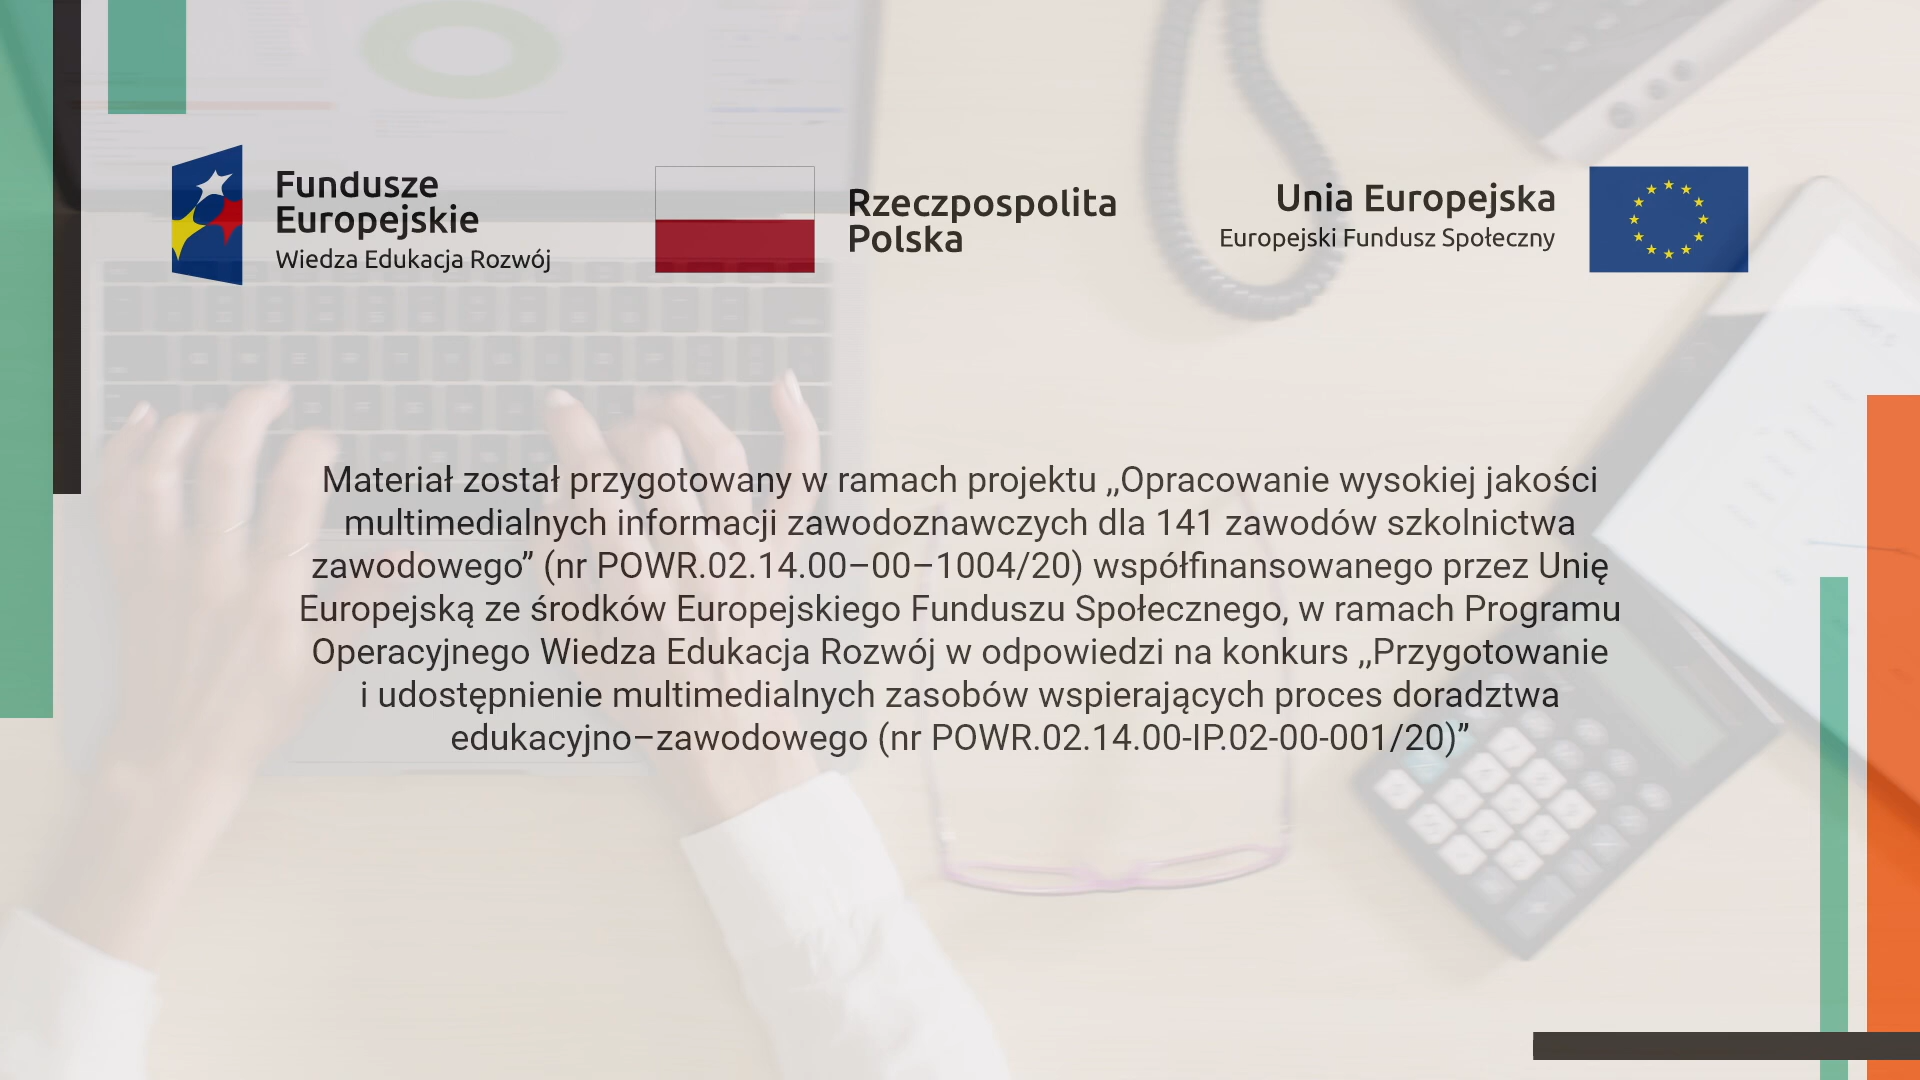 Fundusze
Europejskie
Wiedza Edukacja Rozwój
Rzeczpospolita
Polska
Unia Europejska
Europejski Fundusz Społeczny
Materiał został przygotowany w ramach projektu ,,Opracowanie wysokiej jakości
multimedialnych informacji zawodoznawczych dla 141 zawodów szkolnictwa
zawodowego” (nr POWR.02.14.00–00–1004/20) współfinansowanego przez Unię
Europejską ze środków Europejskiego Funduszu Społecznego, w ramach Programu
Operacyjnego Wiedza Edukacja Rozwój w odpowiedzi na konkurs ,,Przygotowanie
i udostępnienie multimedialnych zasobów wspierających proces doradztwa
edukacyjno–zawodowego (nr POWR.02.14.00-IP.02-00-001/20)”